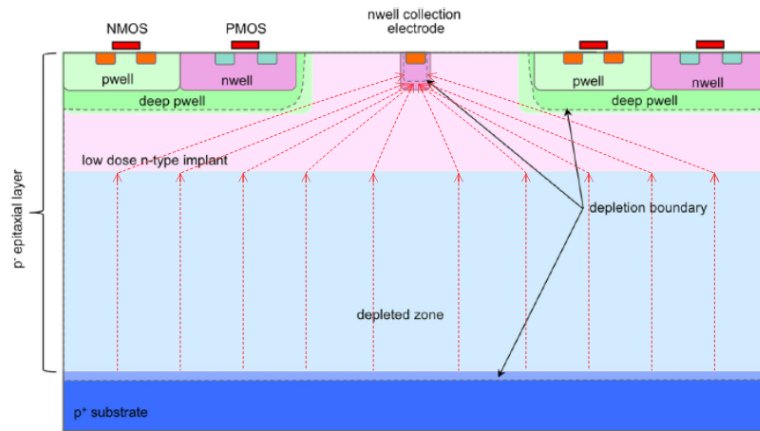 NMOS
PMOS
nwell collection
electrode
pwell
nwell
deep pwell
pwell
nwell
deep pwell
low dose n-type implant
p- epitaxial layer
depletion boundary
depleted zone
p+ substrate